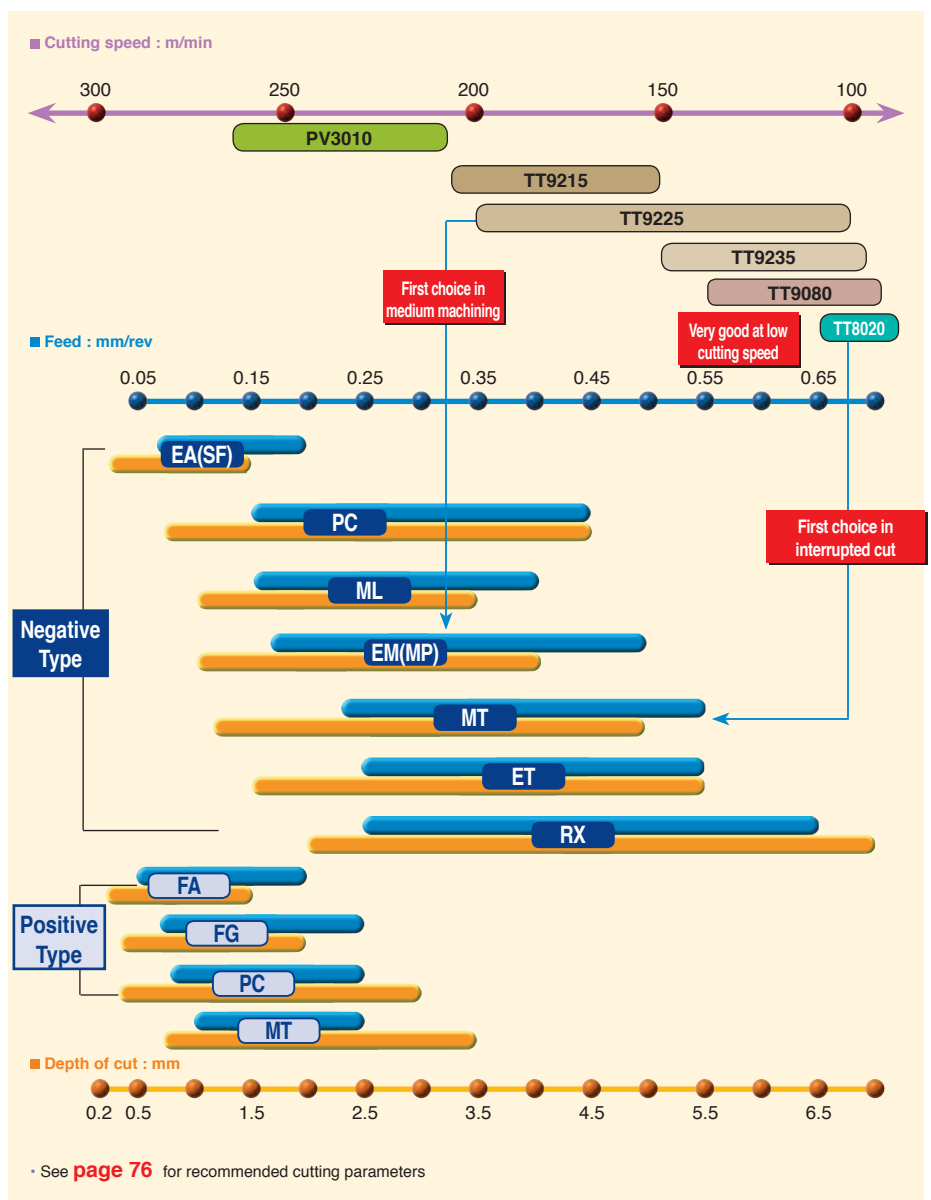 Cutting speed : m/min
300 250 200 150 100
PV3010
TT9215
TT9225
TT9235
First choice in
medium machining
TT9080
Very good at low
cutting speed
TT8020
Feed : mm/rev
0.05 0.15 0.25 0.35 0.45 0.55 0.65
EA(SF)
PC
First choice in
interrupted cut
ML
Negative
Type
EM(MP)
MT
ET
RX
FA
Positive
Type
FG
PC
MT
Depth of cut : mm
0.2 0.5 1.5 2.5 3.5 4.5 5.5 6.5
• See page 76 for recommended cutting parameters